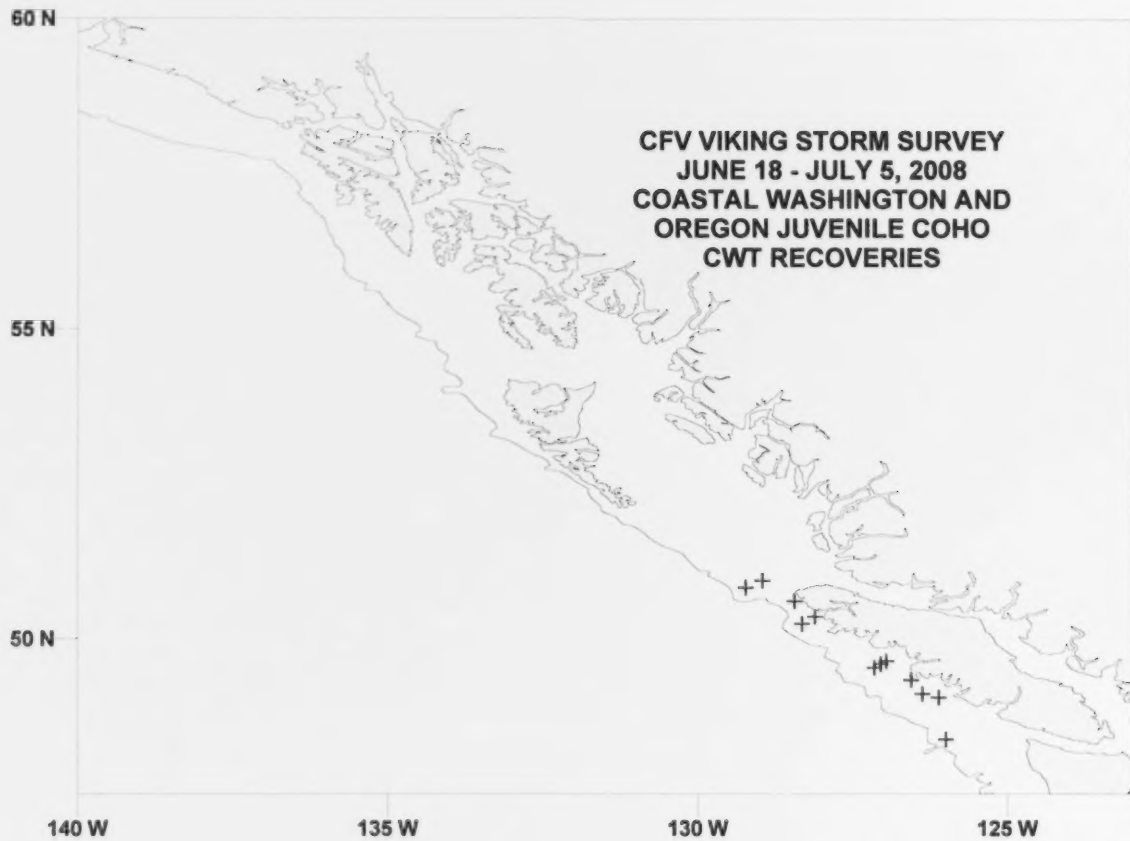 60 N
CFV VIKING STORM SURVEY
JUNE 18 - JULY 5, 2008
COASTAL WASHINGTON AND
OREGON JUVENILE COHO
CWT RECOVERIES
55 N
50 N
140 W
135 W
130 W
125 W